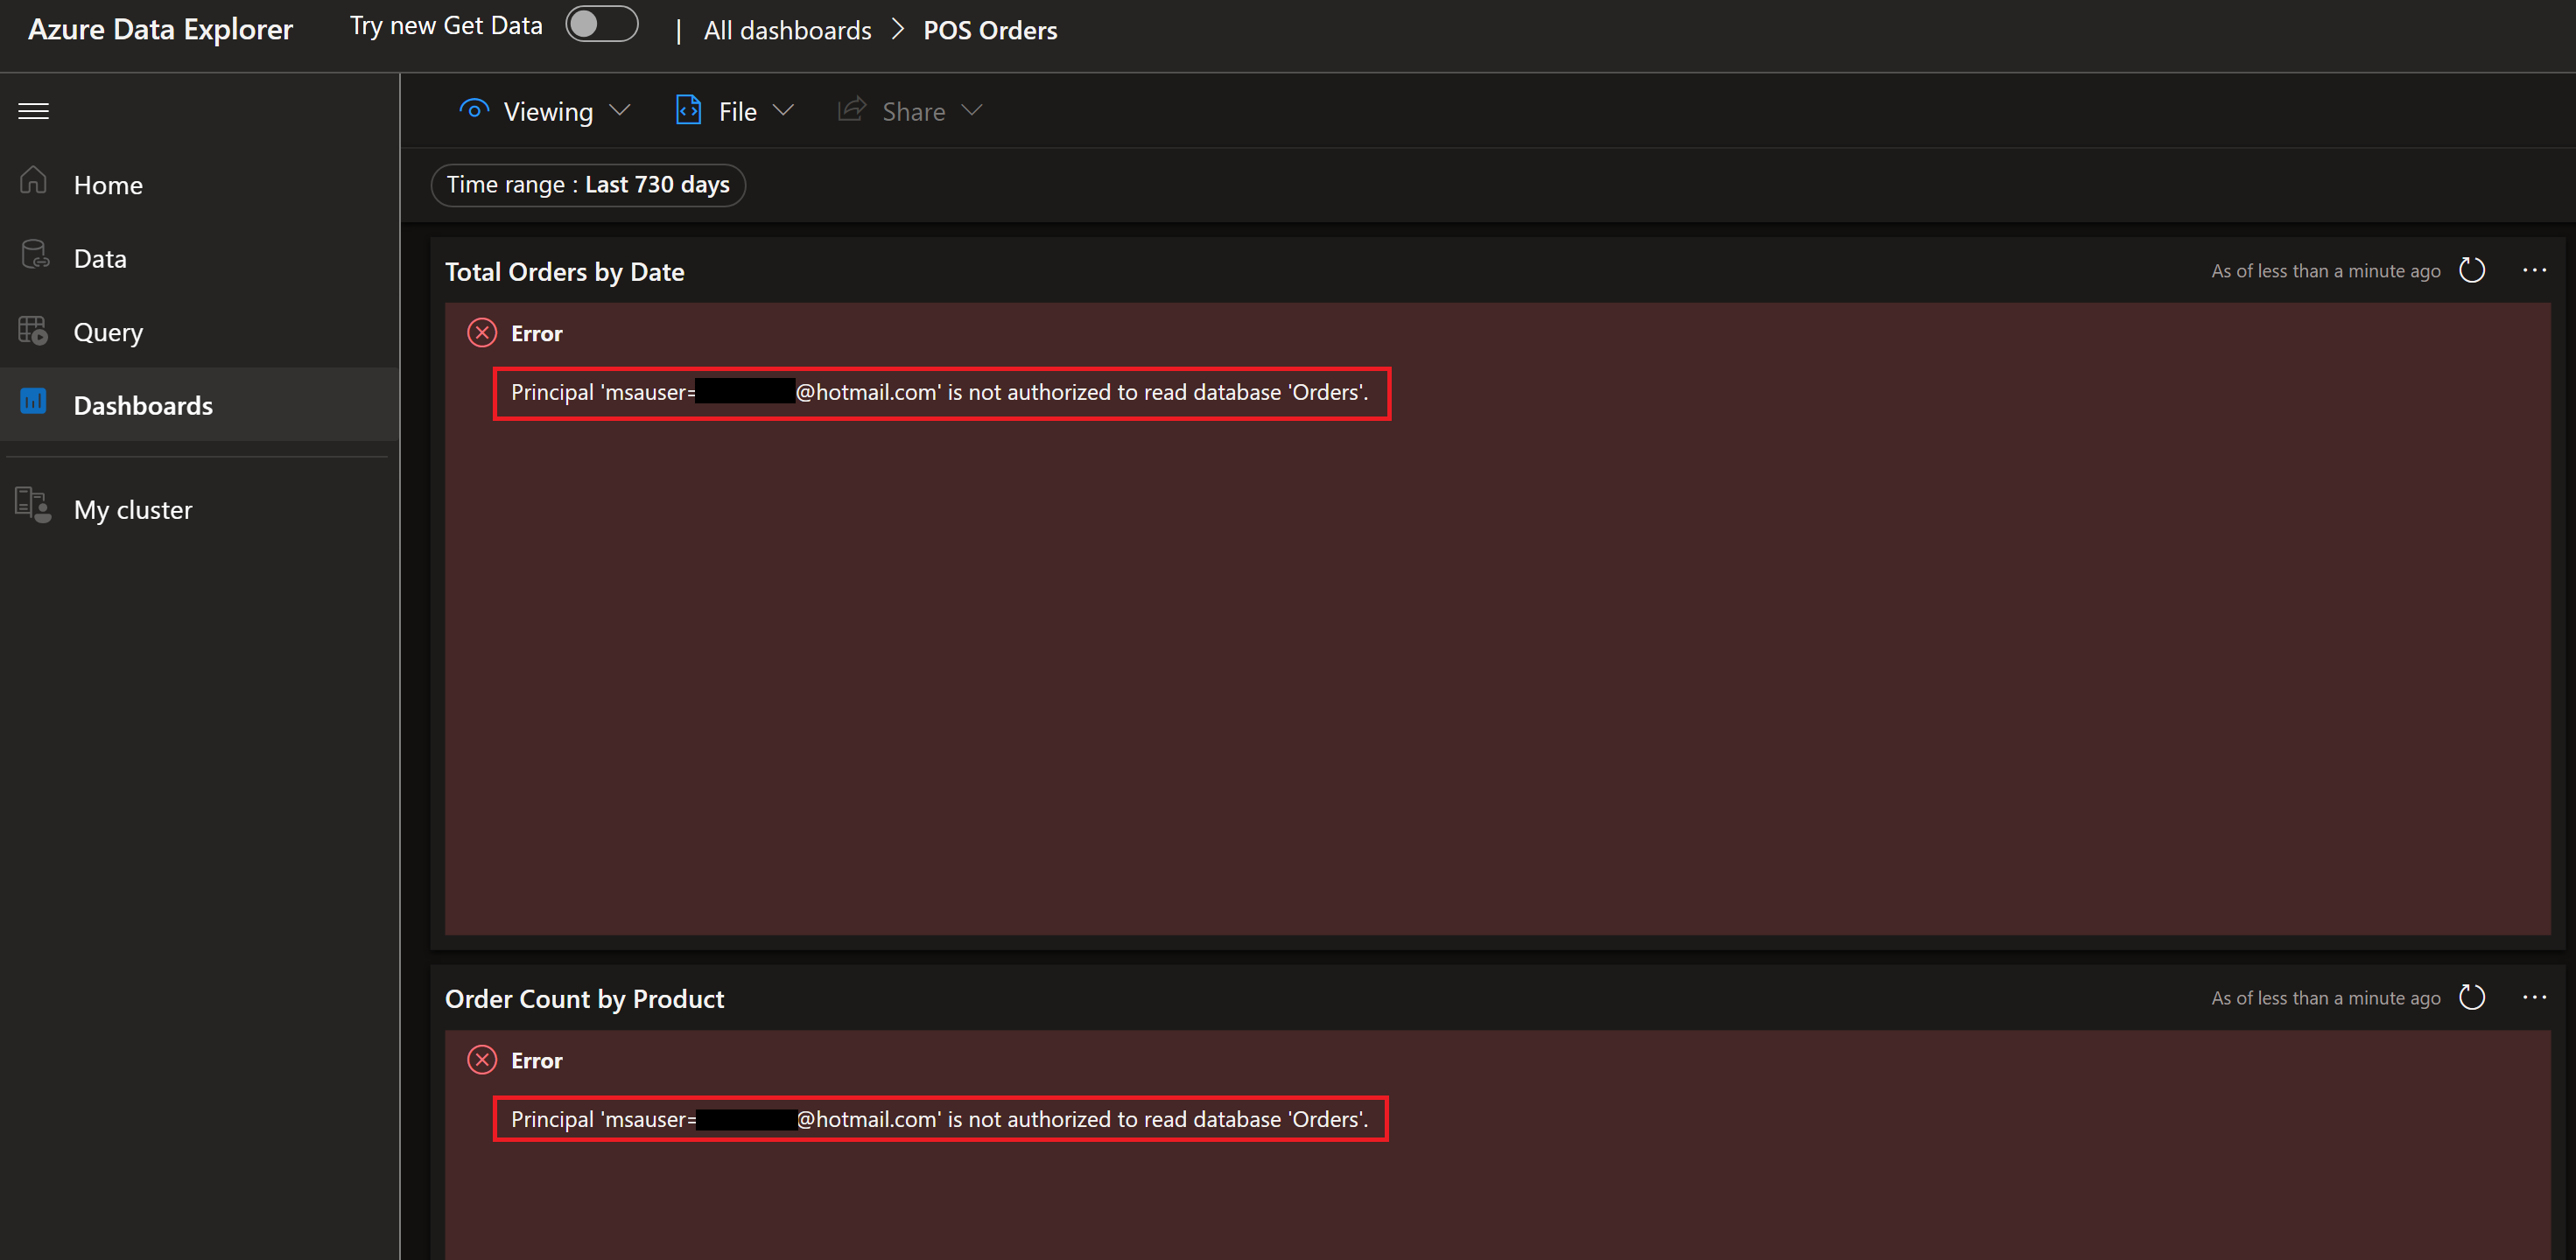 Azure Data Explorer
Try new Get Data
| All dashboards > POS Orders
Viewing
File
Share
Home
Data
Query
Dashboards
My cluster
Time range : Last 730 days
Total Orders by Date
As of less than a minute ago
Error
Principal 'msauser= @hotmail.com' is not authorized to read database 'Orders'.
Order Count by Product
As of less than a minute ago
Error
Principal 'msauser= @hotmail.com' is not authorized to read database 'Orders'.